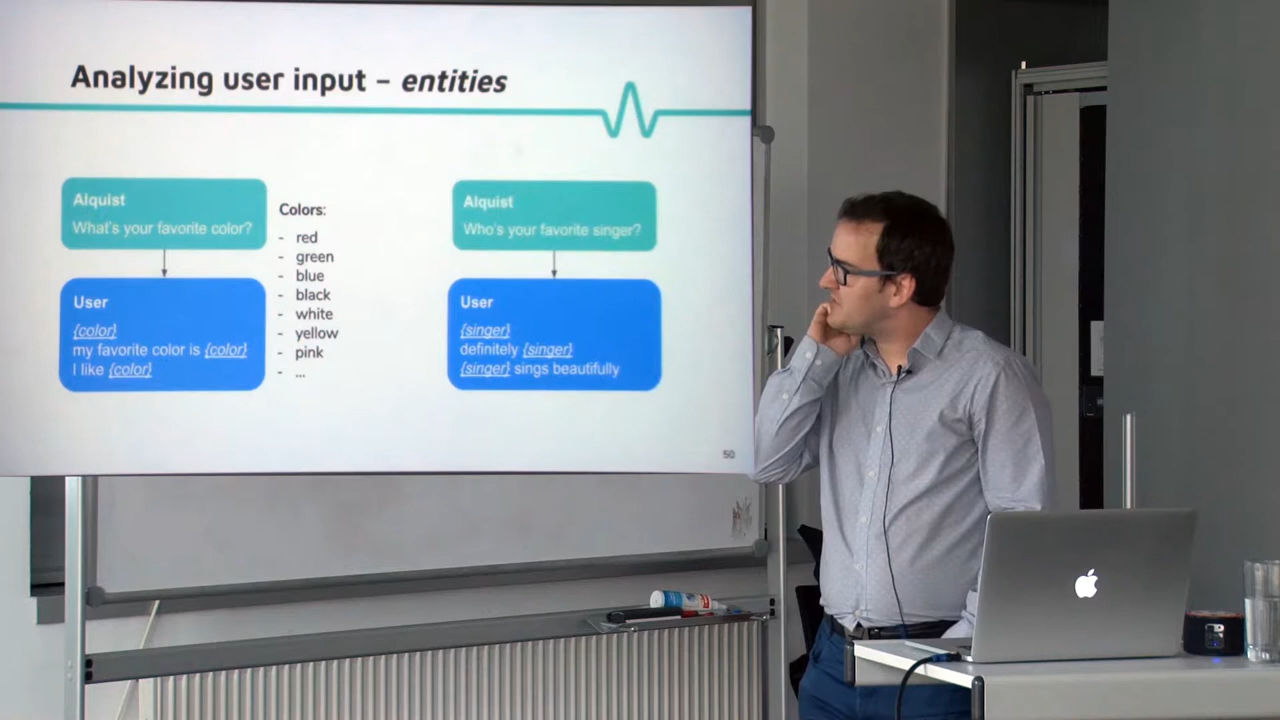 Analyzing user input – entities
Alquist
What's your favorite color?
User
{color}
my favorite color is {color}
I like {color}
Colors:
- red
- green
- blue
- black
- white
- yellow
- pink
- ...
Alquist
Who's your favorite singer?
User
{singer}
definitely {singer}
{singer} sings beautifully
50